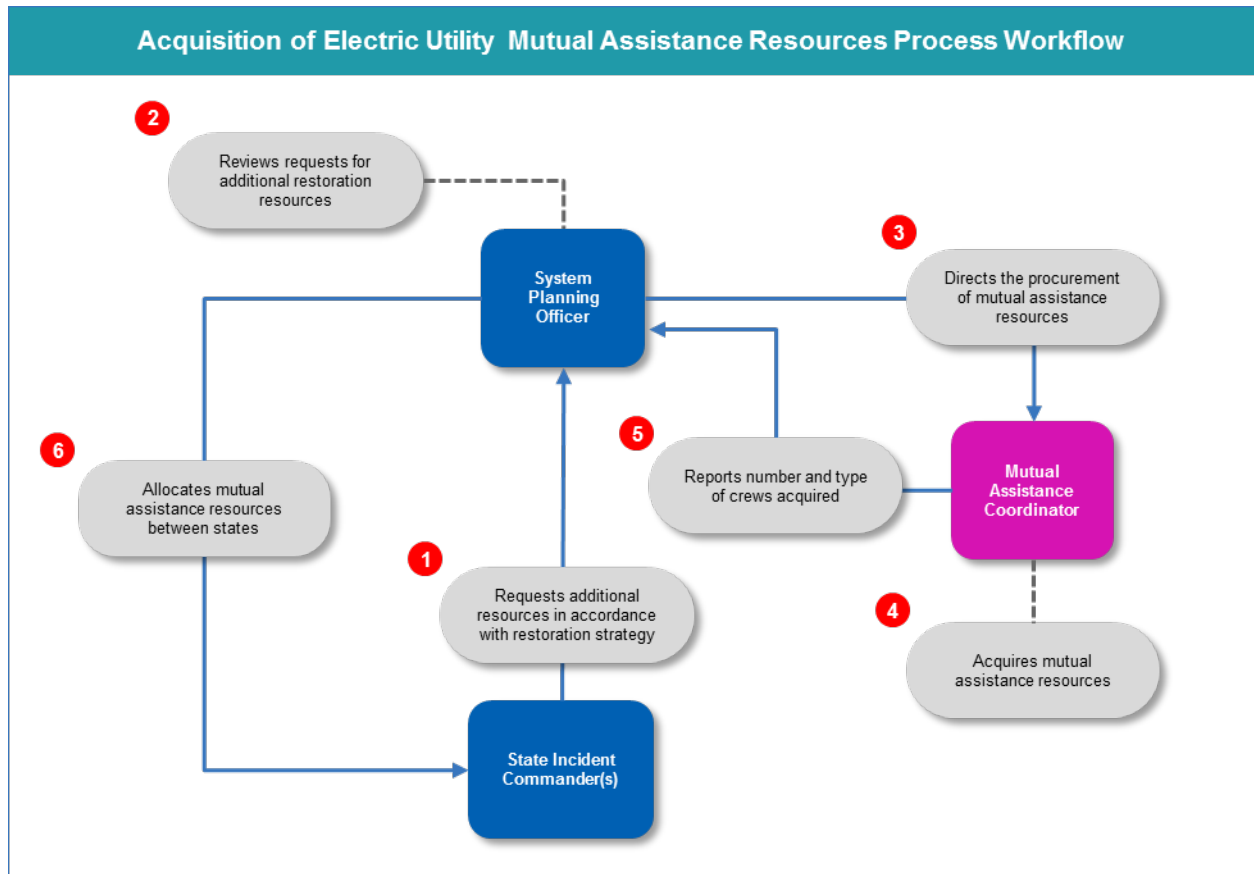 Acquisition of Electric Utility Mutual Assistance Resources Process Workflow
2
Reviews requests for
additional restoration
resources
System
Planning
Officer
3
Directs the procurement
of mutual assistance
resources
5
Reports number and type
of crews acquired
Mutual
Assistance
Coordinator
6
Allocates mutual
assistance resources
between states
1
Requests additional
resources in accordance
with restoration strategy
4
Acquires mutual
assistance resources
State Incident
Commander(s)